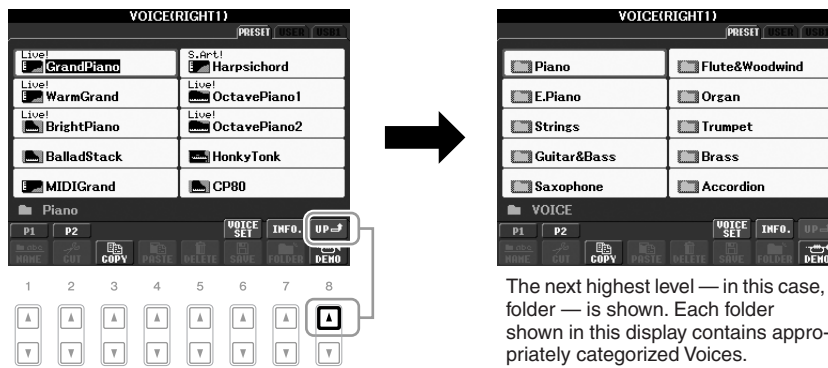 VOICE(RIGHT1)
PRESET USER USB1
Live!
GrandPiano
S.Art!
Harpsichord
Live!
WarmGrand
Live!
OctavePiano1
Live!
BrightPiano
Live!
OctavePiano2
BalladStack
HonkyTonk
MIDIGrand
CP80
Piano
P1 P2 VOICE SET INFO. UP
NAME CUT COPY PASTE DELETE SAVE FOLDER DEMO
1 2 3 4 5 6 7 8
VOICE(RIGHT1)
PRESET USER USB1
Piano
Flute&Woodwind
E.Piano
Organ
Strings
Trumpet
Guitar&Bass
Brass
Saxophone
Accordion
VOICE
P1 P2 VOICE SET INFO. UP
NAME CUT COPY PASTE DELETE SAVE FOLDER DEMO
The next highest level — in this case,
folder — is shown. Each folder
shown in this display contains appro-
priately categorized Voices.